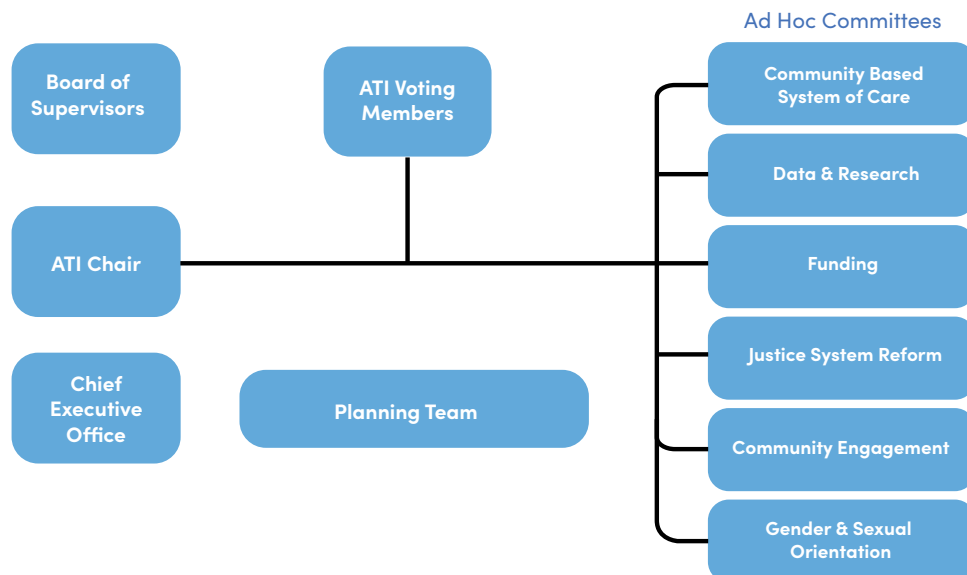 Ad Hoc Committees
Board of
Supervisors
ATI Voting
Members
Community Based
System of Care
Data & Research
ATI Chair
Funding
Justice System Reform
Chief
Executive
Office
Planning Team
Community Engagement
Gender & Sexual
Orientation